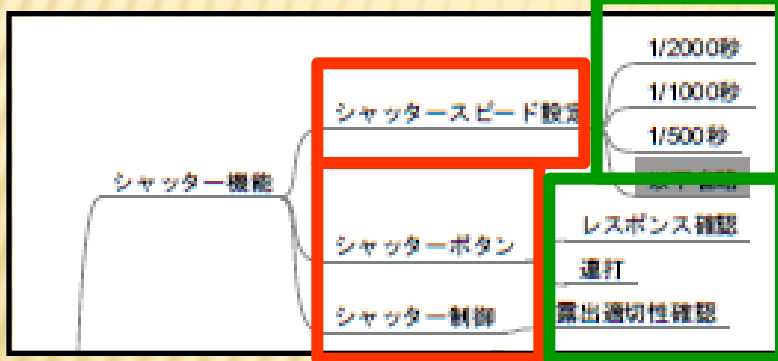 1/2000秒
1/1000秒
シャッタースピード設定
1/500秒
シャッター機能
レスポンス確認
シャッターボタン
連打
シャッター制御
露出適切性確認